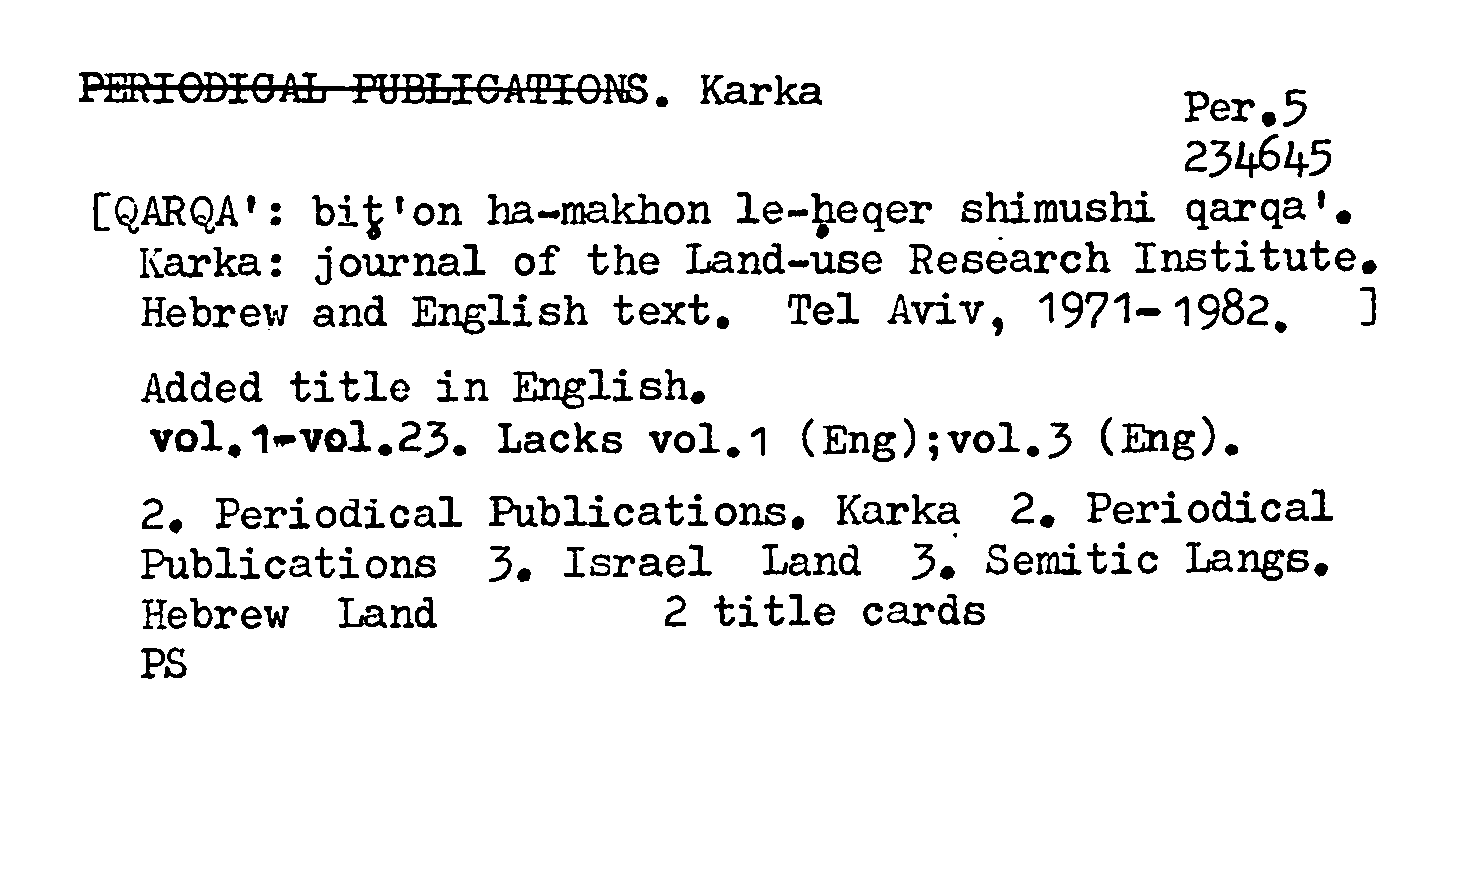 PERIODICAL PUBLICATIONS. Karka
Per.5
234645
[QARQA': biṭ'on ha-makhon le-ḥeqer shimushi qarqa'.
Karka: journal of the Land-use Research Institute.
Hebrew and English text. Tel Aviv, 1971-1982. ]
Added title in English.
vol.1-vol.23. Lacks vol.1 (Eng);vol.3 (Eng).
2. Periodical Publications. Karka 2. Periodical
Publications 3. Israel Land 3. Semitic Langs.
Hebrew Land 2 title cards
PS